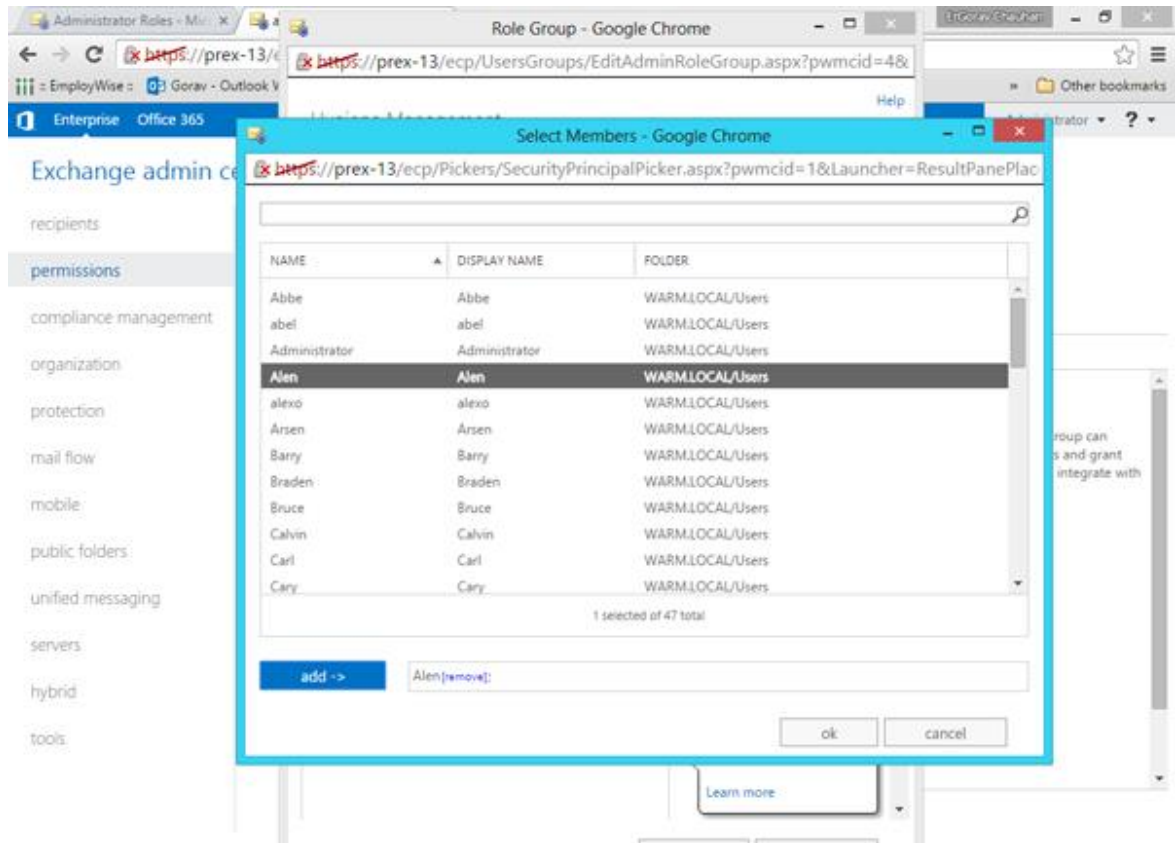 Administrator Roles - Mic
Role Group - Google Chrome
ErGorav Chauhan
https://prex-13/e
https://prex-13/ecp/UsersGroups/EditAdminRoleGroup.aspx?pwmcid=4&
EmployWise
Gorav - Outlook
Other bookmarks
Help
Enterprise Office 365
Management
?
Select Members - Google Chrome
https://prex-13/ecp/Pickers/SecurityPrincipalPicker.aspx?pwmcid=1&Launcher=ResultPanePlac
Exchange admin ce
recipients
permissions
compliance management
organization
protection
mail flow
mobile
public folders
unified messaging
servers
hybrid
tools
NAME DISPLAY NAME FOLDER
Abbe Abbe WARM.LOCAL/Users
abel abel WARM.LOCAL/Users
Administrator Administrator WARM.LOCAL/Users
Alen Alen WARM.LOCAL/Users
alexo alexo WARM.LOCAL/Users
Arsen Arsen WARM.LOCAL/Users
Barry Barry WARM.LOCAL/Users
Braden Braden WARM.LOCAL/Users
Bruce Bruce WARM.LOCAL/Users
Calvin Calvin WARM.LOCAL/Users
Carl Carl WARM.LOCAL/Users
Cary Cary WARM.LOCAL/Users
1 selected of 47 total
add -> Alen[remove];
ok cancel
roup can
s and grant
integrate with
Learn more